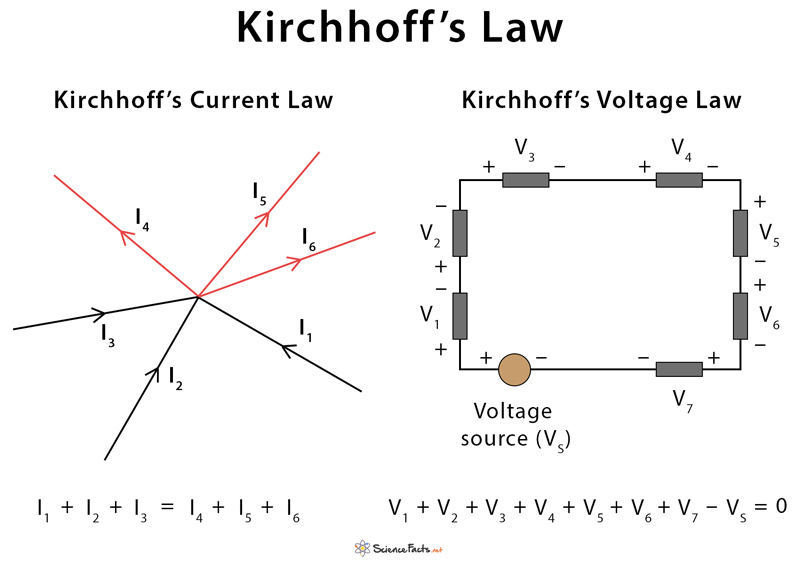 Kirchhoff’s Law
Kirchhoff’s Current Law
I₄
I₅
I₆
I₃
I₂
I₁
I₁ + I₂ + I₃ = I₄ + I₅ + I₆
Kirchhoff’s Voltage Law
+ V₃ −
+ V₄ −
−
V₂
+
−
V₁
+
+
V₅
−
+
V₆
−
+ −
− +
V₇
Voltage
source (Vₛ)
V₁ + V₂ + V₃ + V₄ + V₅ + V₆ + V₇ − Vₛ = 0
ScienceFacts.net